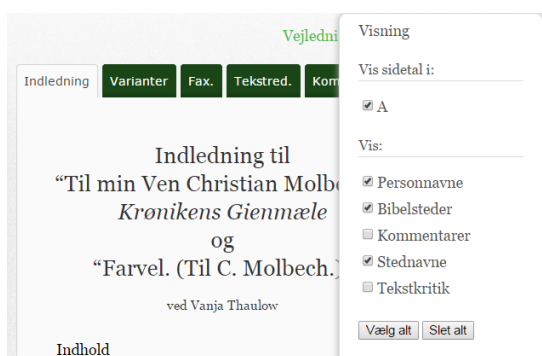 Vejledni
Indledning Varianter Fax. Tekstred. Kom
Indledning til
“Til min Ven Christian Molbe
Krønikens Gienmæle
og
“Farvel. (Til C. Molbech.)
ved Vanja Thaulow
Indhold
Visning
Vis sidetal i:
A
Vis:
Personnavne
Bibelsteder
Kommentarer
Stednavne
Tekstkritik
Vælg alt Slet alt